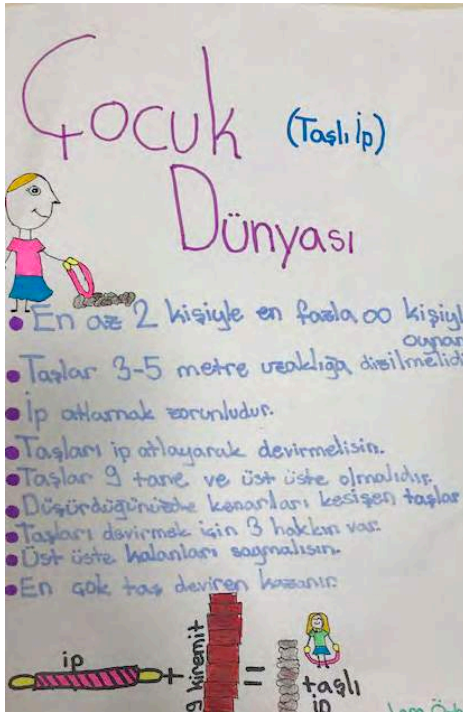 Çocuk (Taşlı İp)
Dünyası
En az 2 kişiyle en fazla ∞ kişiyl
oynan
Taşlar 3-5 metre uzaklığa dizilmelidi
İp atlamak zorunludur.
Taşları ip atlayarak devirmelisin.
Taşlar 9 tane ve üst üste olmalıdır.
Düşürdüğünüzde kenarları kesişen taşlar
Taşları devirmek için 3 hakkın var.
Üst üste kalanları saymalısın.
En çok taş deviren kazanır.
ip + 9 kiremit = taşlı
ip